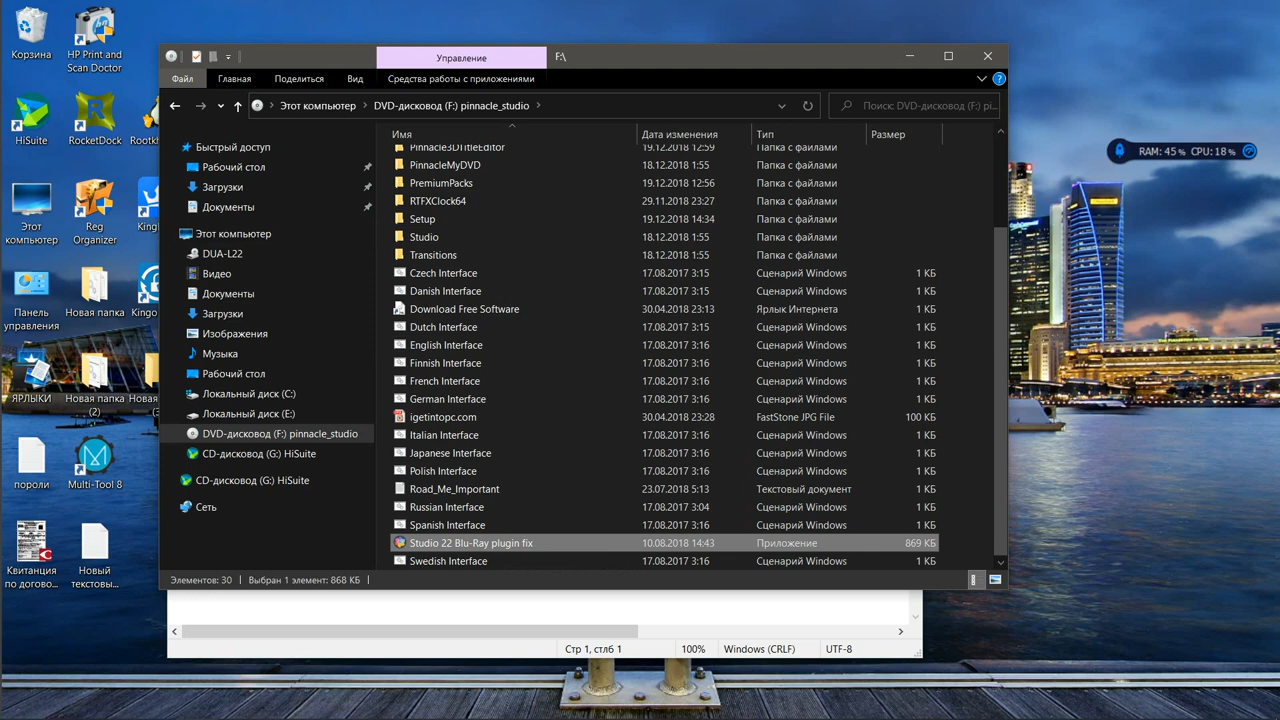 Корзина
HP Print and
Scan Doctor
HiSuite
RocketDock
Этот
компьютер
Reg
Organizer
Панель
управления
Новая папка
ЯРЛЫКИ
Новая папка
(2)
пороли
Multi-Tool 8
Квитанция
по догово...
Новый
текстовы...
Управление
F:\
Файл
Главная
Поделиться
Вид
Средства работы с приложениями
Этот компьютер
DVD-дисковод (F:) pinnacle_studio
Поиск: DVD-дисковод (F:) pi...
Быстрый доступ
Рабочий стол
Загрузки
Документы
Этот компьютер
DUA-L22
Видео
Документы
Загрузки
Изображения
Музыка
Рабочий стол
Локальный диск (C:)
Локальный диск (E:)
DVD-дисковод (F:) pinnacle_studio
CD-дисковод (G:) HiSuite
CD-дисковод (G:) HiSuite
Сеть
Имя Дата изменения Тип Размер
Pinnacle3DTitleEditor 19.12.2018 12:59 Папка с файлами
PinnacleMyDVD 18.12.2018 1:55 Папка с файлами
PremiumPacks 19.12.2018 12:56 Папка с файлами
RTFXClock64 29.11.2018 23:27 Папка с файлами
Setup 19.12.2018 14:34 Папка с файлами
Studio 18.12.2018 1:55 Папка с файлами
Transitions 18.12.2018 1:55 Папка с файлами
Czech Interface 17.08.2017 3:15 Сценарий Windows 1 КБ
Danish Interface 17.08.2017 3:15 Сценарий Windows 1 КБ
Download Free Software 30.04.2018 23:13 Ярлык Интернета 1 КБ
Dutch Interface 17.08.2017 3:15 Сценарий Windows 1 КБ
English Interface 17.08.2017 3:15 Сценарий Windows 1 КБ
Finnish Interface 17.08.2017 3:15 Сценарий Windows 1 КБ
French Interface 17.08.2017 3:15 Сценарий Windows 1 КБ
German Interface 17.08.2017 3:16 Сценарий Windows 1 КБ
igetintopc.com 30.04.2018 23:28 FastStone JPG File 100 КБ
Italian Interface 17.08.2017 3:16 Сценарий Windows 1 КБ
Japanese Interface 17.08.2017 3:16 Сценарий Windows 1 КБ
Polish Interface 17.08.2017 3:16 Сценарий Windows 1 КБ
Road_Me_Important 23.07.2018 5:13 Текстовый документ 1 КБ
Russian Interface 17.08.2017 3:04 Сценарий Windows 1 КБ
Spanish Interface 17.08.2017 3:16 Сценарий Windows 1 КБ
Studio 22 Blu-Ray plugin fix 10.08.2018 14:43 Приложение 869 КБ
Swedish Interface 17.08.2017 3:16 Сценарий Windows 1 КБ
Элементов: 30 Выбран 1 элемент: 868 КБ
RAM: 45 % CPU: 18 %
Стр 1, стлб 1 100% Windows (CRLF) UTF-8